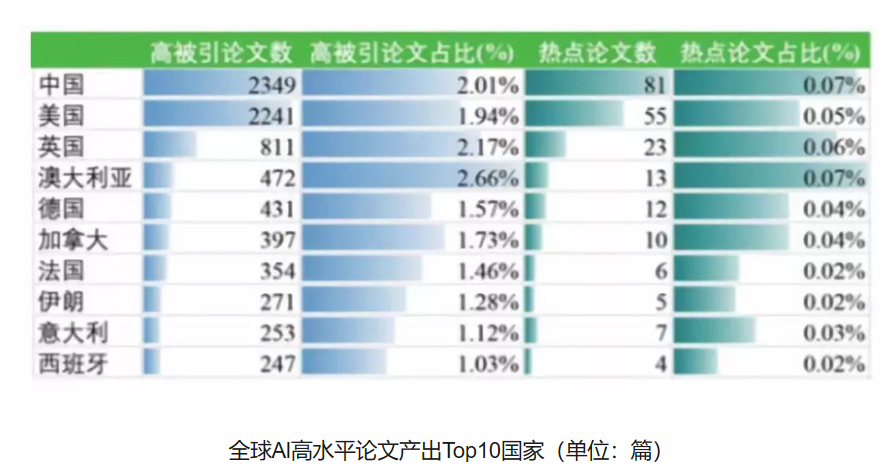 高被引论文数 高被引论文占比(%) 热点论文数 热点论文占比(%)
中国 2349 2.01% 81 0.07%
美国 2241 1.94% 55 0.05%
英国 811 2.17% 23 0.06%
澳大利亚 472 2.66% 13 0.07%
德国 431 1.57% 12 0.04%
加拿大 397 1.73% 10 0.04%
法国 354 1.46% 6 0.02%
伊朗 271 1.28% 5 0.02%
意大利 253 1.12% 7 0.03%
西班牙 247 1.03% 4 0.02%
全球AI高水平论文产出Top10国家（单位：篇）